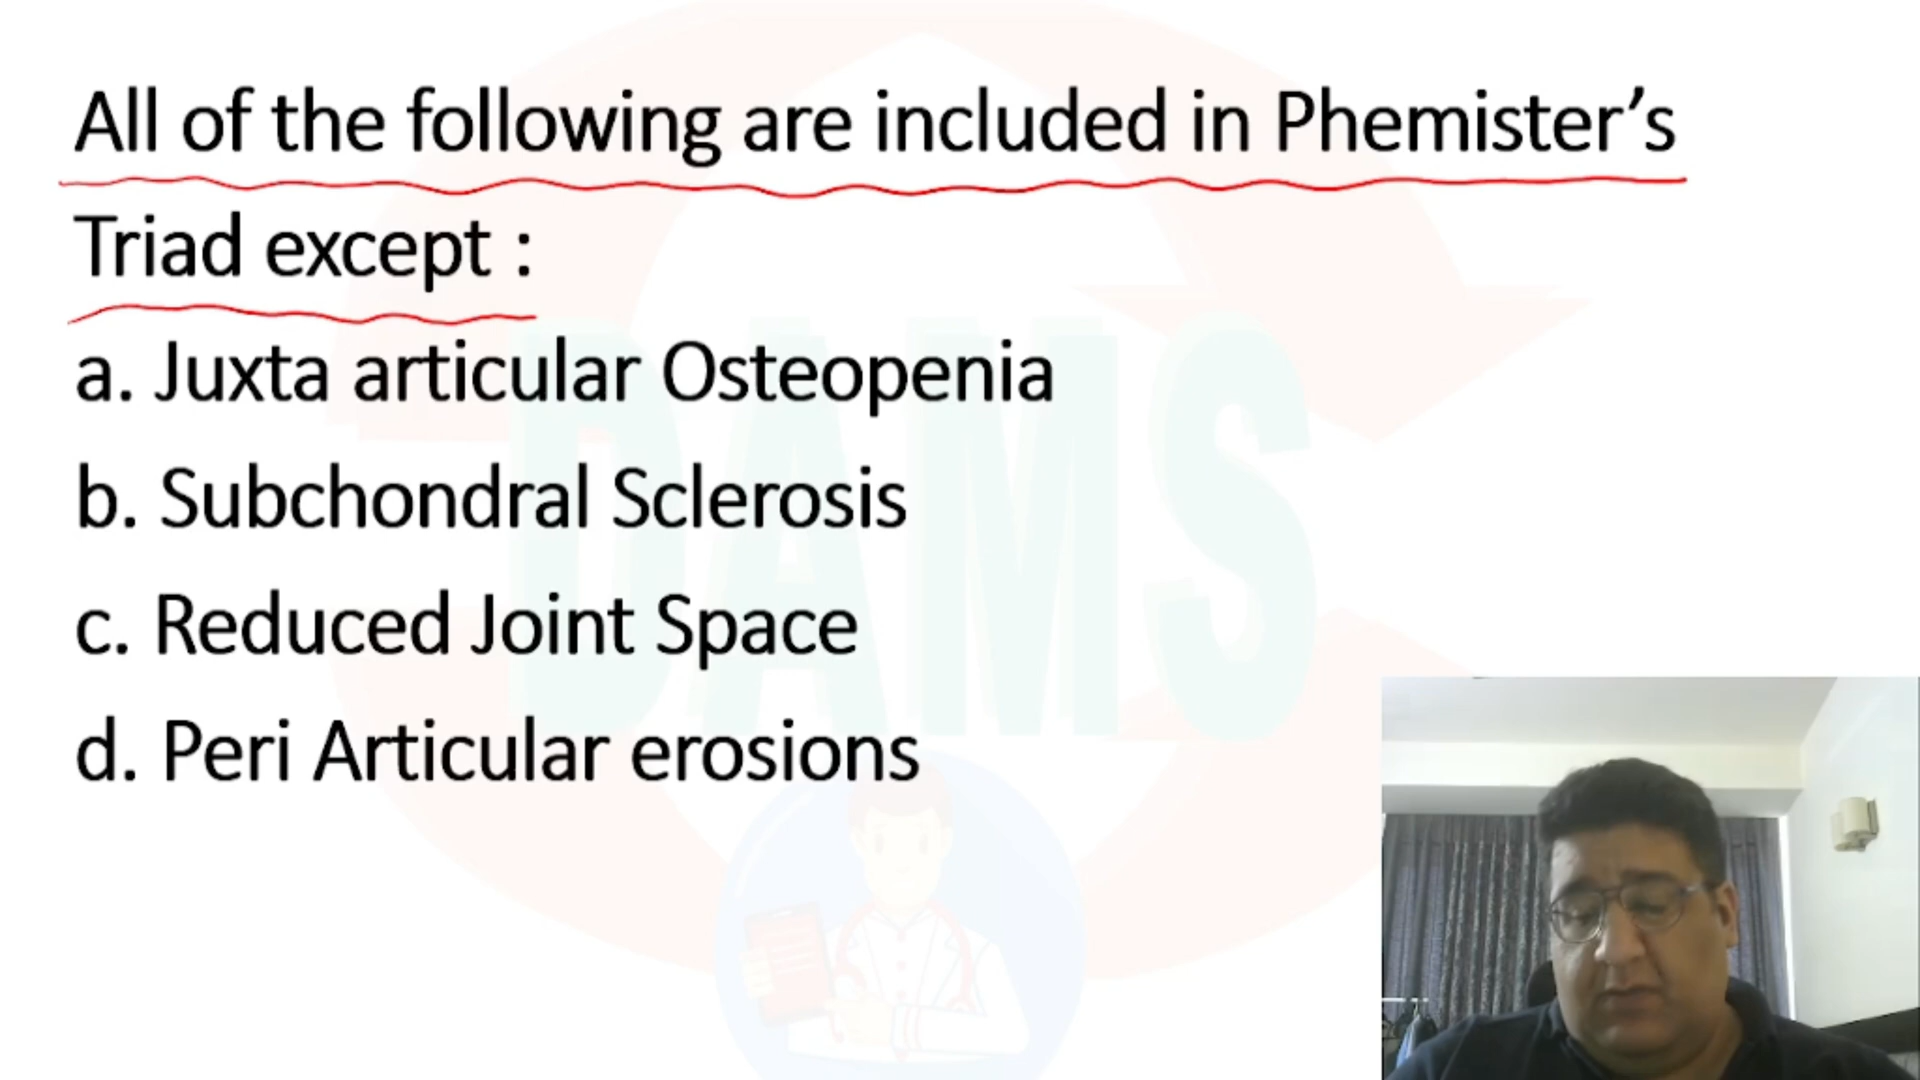 All of the following are included in Phemister’s
Triad except :
a. Juxta articular Osteopenia
b. Subchondral Sclerosis
c. Reduced Joint Space
d. Peri Articular erosions
DAMS